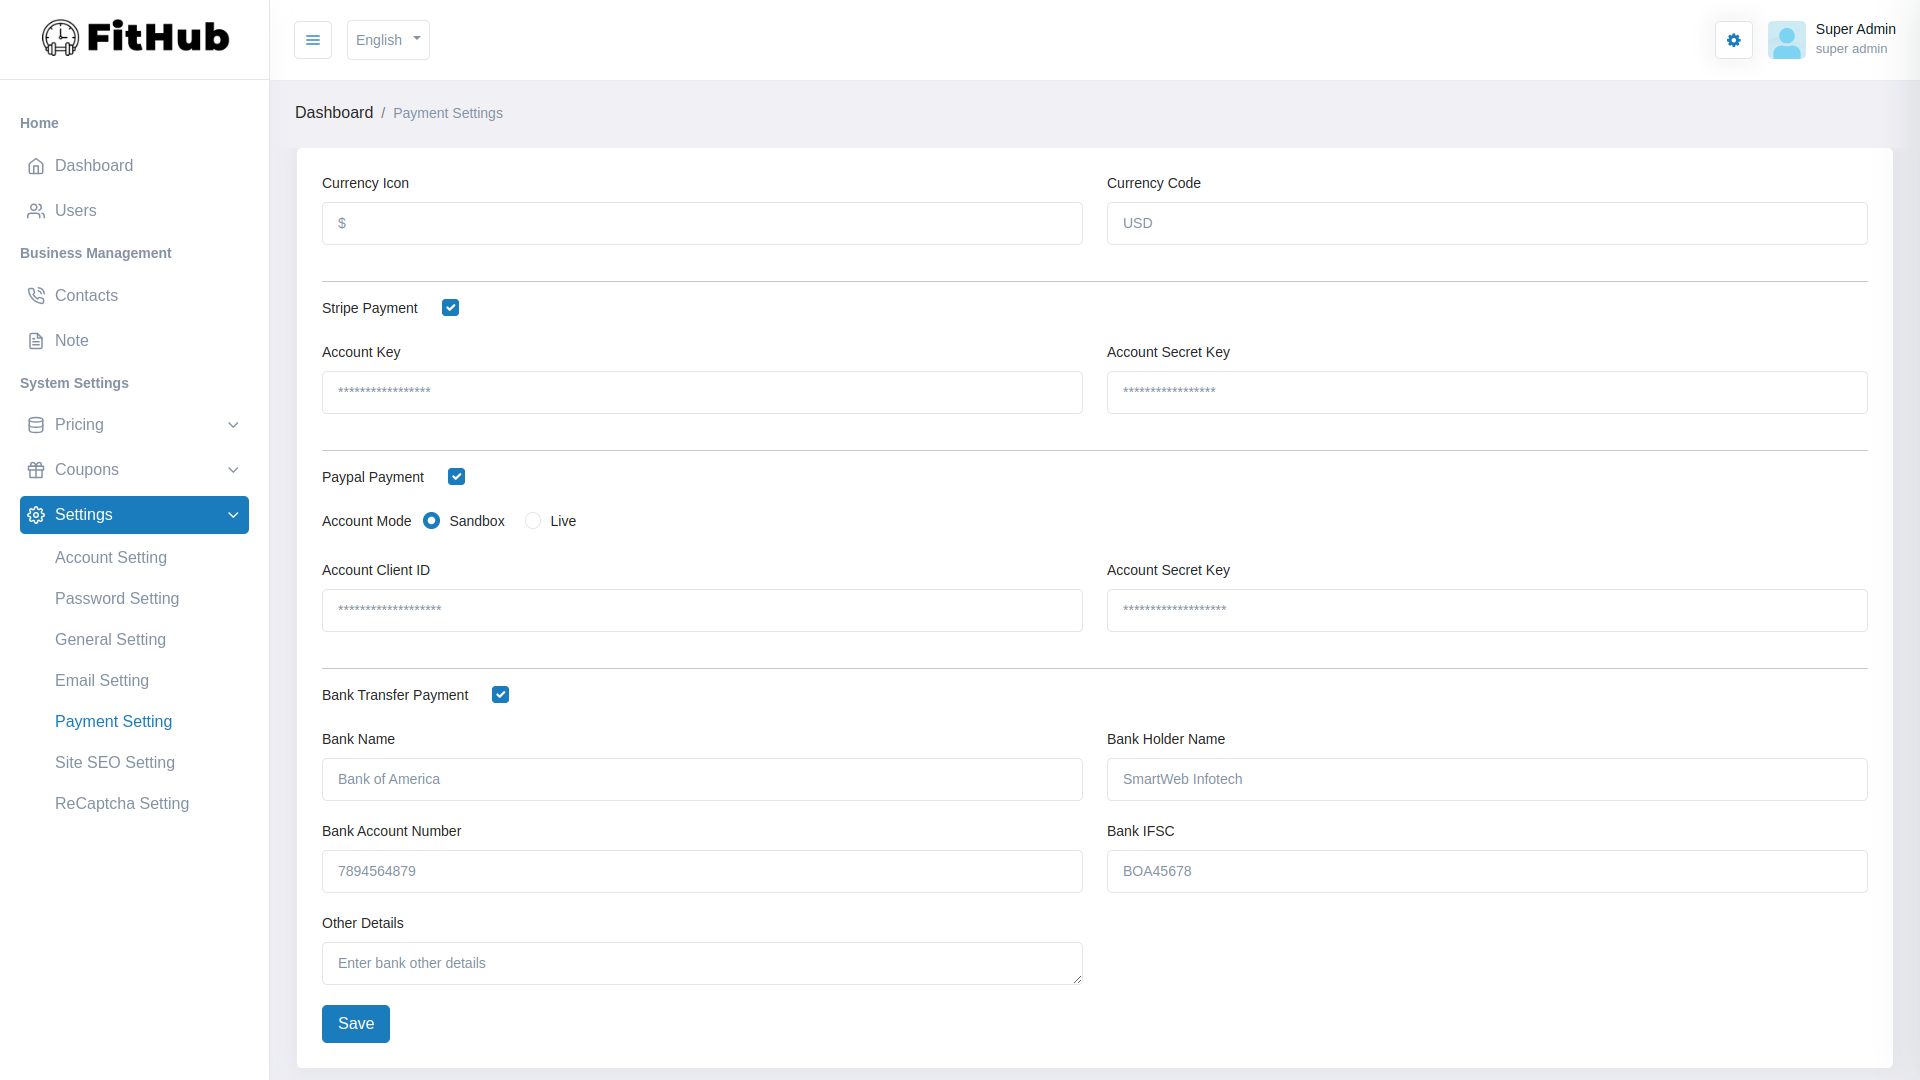 FitHub
English
Super Admin
super admin
Home
Dashboard
Users
Business Management
Contacts
Note
System Settings
Pricing
Coupons
Settings
Account Setting
Password Setting
General Setting
Email Setting
Payment Setting
Site SEO Setting
ReCaptcha Setting
Dashboard / Payment Settings
Currency Icon
Currency Code
$
USD
Stripe Payment
Account Key
Account Secret Key
*****************
*****************
Paypal Payment
Account Mode Sandbox Live
Account Client ID
Account Secret Key
*******************
*******************
Bank Transfer Payment
Bank Name
Bank Holder Name
Bank of America
SmartWeb Infotech
Bank Account Number
Bank IFSC
7894564879
BOA45678
Other Details
Enter bank other details
Save